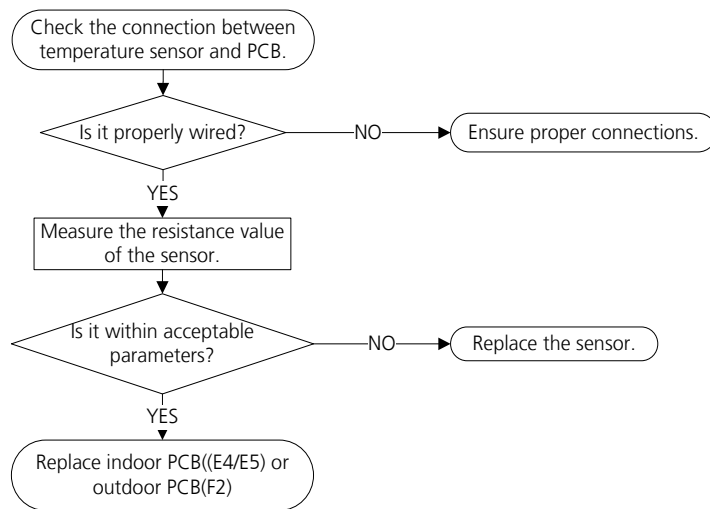 Check the connection between
temperature sensor and PCB.
Is it properly wired?
NO
Ensure proper connections.
YES
Measure the resistance value
of the sensor.
Is it within acceptable
parameters?
NO
Replace the sensor.
YES
Replace indoor PCB((E4/E5) or
outdoor PCB(F2)